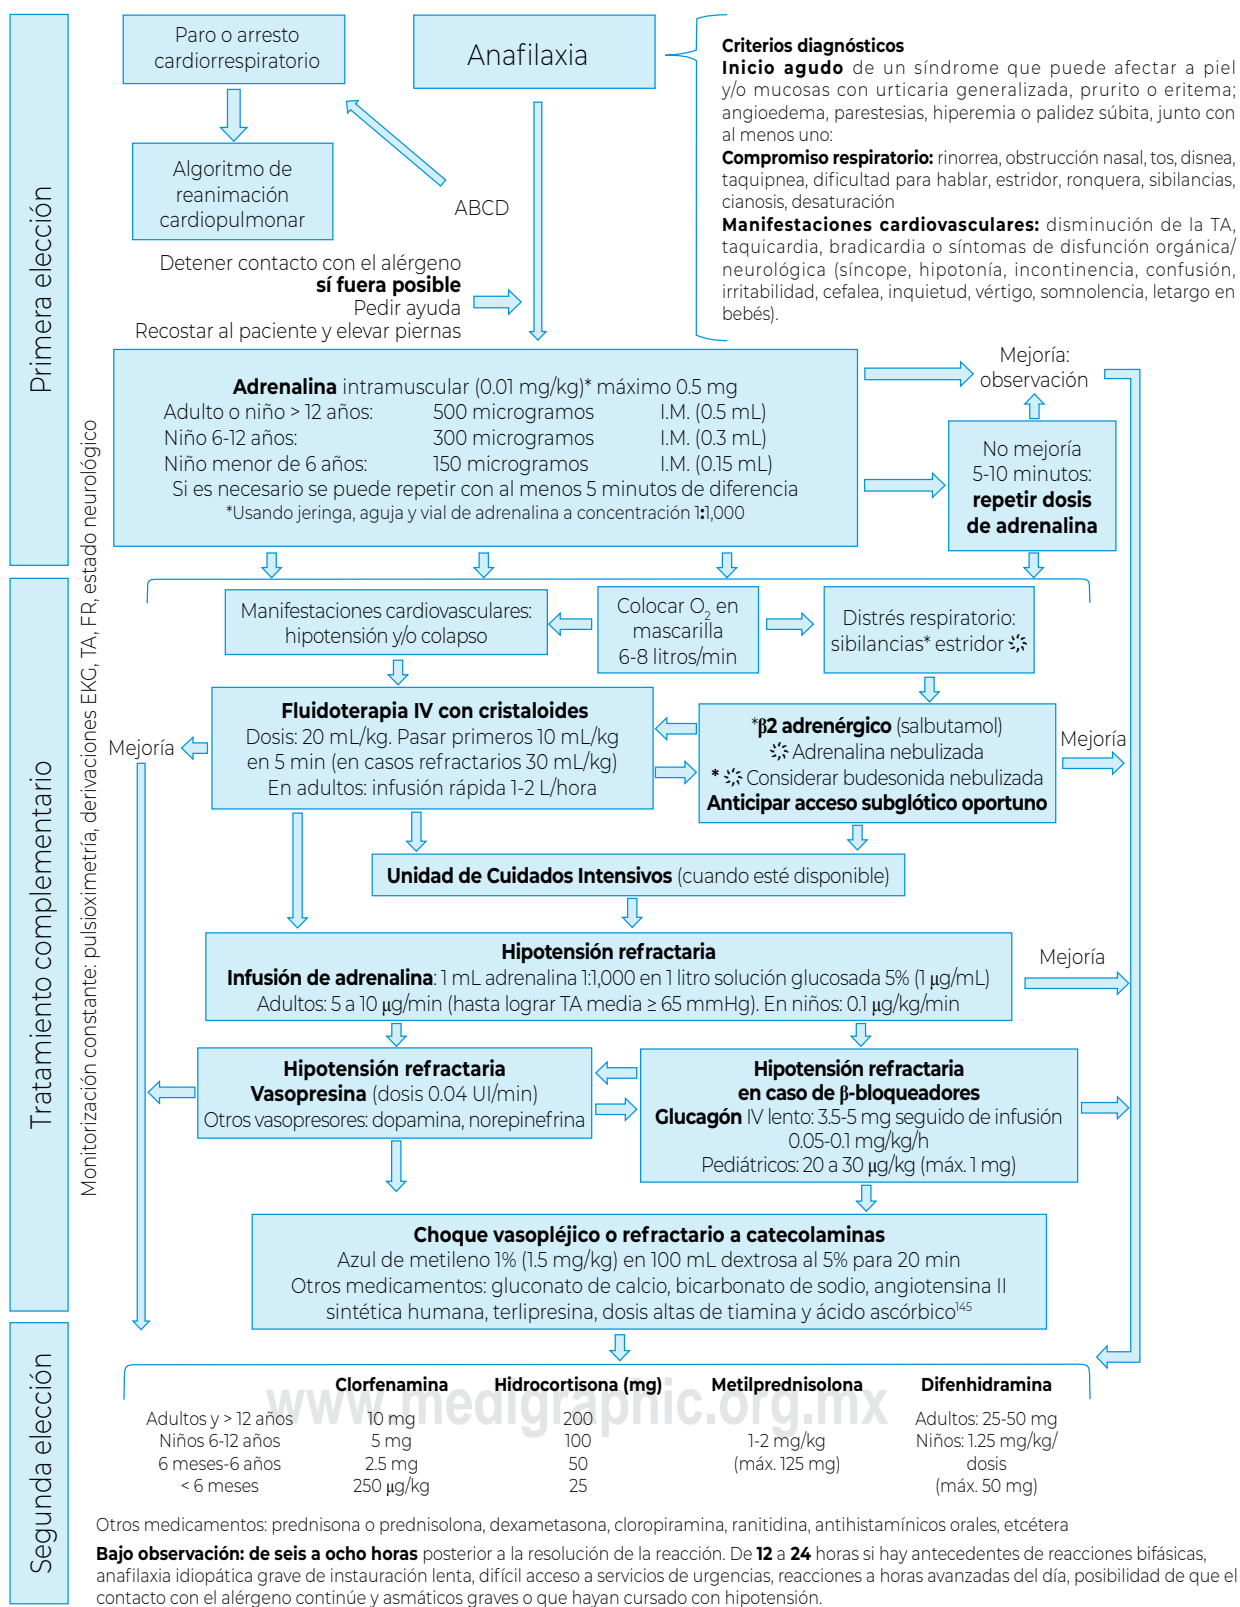 Primera elección
Paro o arresto
cardiorrespiratorio
Anafilaxia
Criterios diagnósticos
Inicio agudo de un síndrome que puede afectar a piel
y/o mucosas con urticaria generalizada, prurito o eritema;
angioedema, parestesias, hiperemia o palidez súbita, junto con
al menos uno:
Compromiso respiratorio: rinorrea, obstrucción nasal, tos, disnea,
taquipnea, dificultad para hablar, estridor, ronquera, sibilancias,
cianosis, desaturación
Manifestaciones cardiovasculares: disminución de la TA,
taquicardia, bradicardia o síntomas de disfunción orgánica/
neurológica (síncope, hipotonía, incontinencia, confusión,
irritabilidad, cefalea, inquietud, vértigo, somnolencia, letargo en
bebés).
Algoritmo de
reanimación
cardiopulmonar
ABCD
Detener contacto con el alérgeno
sí fuera posible
Pedir ayuda
Recostar al paciente y elevar piernas
Adrenalina intramuscular (0.01 mg/kg)* máximo 0.5 mg
Adulto o niño > 12 años: 500 microgramos I.M. (0.5 mL)
Niño 6-12 años: 300 microgramos I.M. (0.3 mL)
Niño menor de 6 años: 150 microgramos I.M. (0.15 mL)
Si es necesario se puede repetir con al menos 5 minutos de diferencia
*Usando jeringa, aguja y vial de adrenalina a concentración 1:1,000
Mejoría:
observación
No mejoría
5-10 minutos:
repetir dosis
de adrenalina
Monitorización constante: pulsioximetría, derivaciones EKG, TA, FR, estado neurológico
Tratamiento complementario
Manifestaciones cardiovasculares:
hipotensión y/o colapso
Colocar O2 en
mascarilla
6-8 litros/min
Distrés respiratorio:
sibilancias* estridor ҉
Fluidoterapia IV con cristaloides
Dosis: 20 mL/kg. Pasar primeros 10 mL/kg
en 5 min (en casos refractarios 30 mL/kg)
En adultos: infusión rápida 1-2 L/hora
Mejoría
*β2 adrenérgico (salbutamol)
҉ Adrenalina nebulizada
* ҉ Considerar budesonida nebulizada
Anticipar acceso subglótico oportuno
Mejoría
Unidad de Cuidados Intensivos (cuando esté disponible)
Hipotensión refractaria
Infusión de adrenalina: 1 mL adrenalina 1:1,000 en 1 litro solución glucosada 5% (1 μg/mL)
Adultos: 5 a 10 μg/min (hasta lograr TA media ≥ 65 mmHg). En niños: 0.1 μg/kg/min
Mejoría
Hipotensión refractaria
Vasopresina (dosis 0.04 UI/min)
Otros vasopresores: dopamina, norepinefrina
Hipotensión refractaria
en caso de β-bloqueadores
Glucagón IV lento: 3.5-5 mg seguido de infusión
0.05-0.1 mg/kg/h
Pediátricos: 20 a 30 μg/kg (máx. 1 mg)
Choque vasopléjico o refractario a catecolaminas
Azul de metileno 1% (1.5 mg/kg) en 100 mL dextrosa al 5% para 20 min
Otros medicamentos: gluconato de calcio, bicarbonato de sodio, angiotensina II
sintética humana, terlipresina, dosis altas de tiamina y ácido ascórbico145
Segunda elección
www.medigraphic.org.mx
Clorfenamina Hidrocortisona (mg) Metilprednisolona Difenhidramina
Adultos y > 12 años 10 mg 200 Adultos: 25-50 mg
Niños 6-12 años 5 mg 100 1-2 mg/kg Niños: 1.25 mg/kg/
6 meses-6 años 2.5 mg 50 (máx. 125 mg) dosis
< 6 meses 250 μg/kg 25 (máx. 50 mg)
Otros medicamentos: prednisona o prednisolona, dexametasona, cloropiramina, ranitidina, antihistamínicos orales, etcétera
Bajo observación: de seis a ocho horas posterior a la resolución de la reacción. De 12 a 24 horas si hay antecedentes de reacciones bifásicas,
anafilaxia idiopática grave de instauración lenta, difícil acceso a servicios de urgencias, reacciones a horas avanzadas del día, posibilidad de que el
contacto con el alérgeno continúe y asmáticos graves o que hayan cursado con hipotensión.